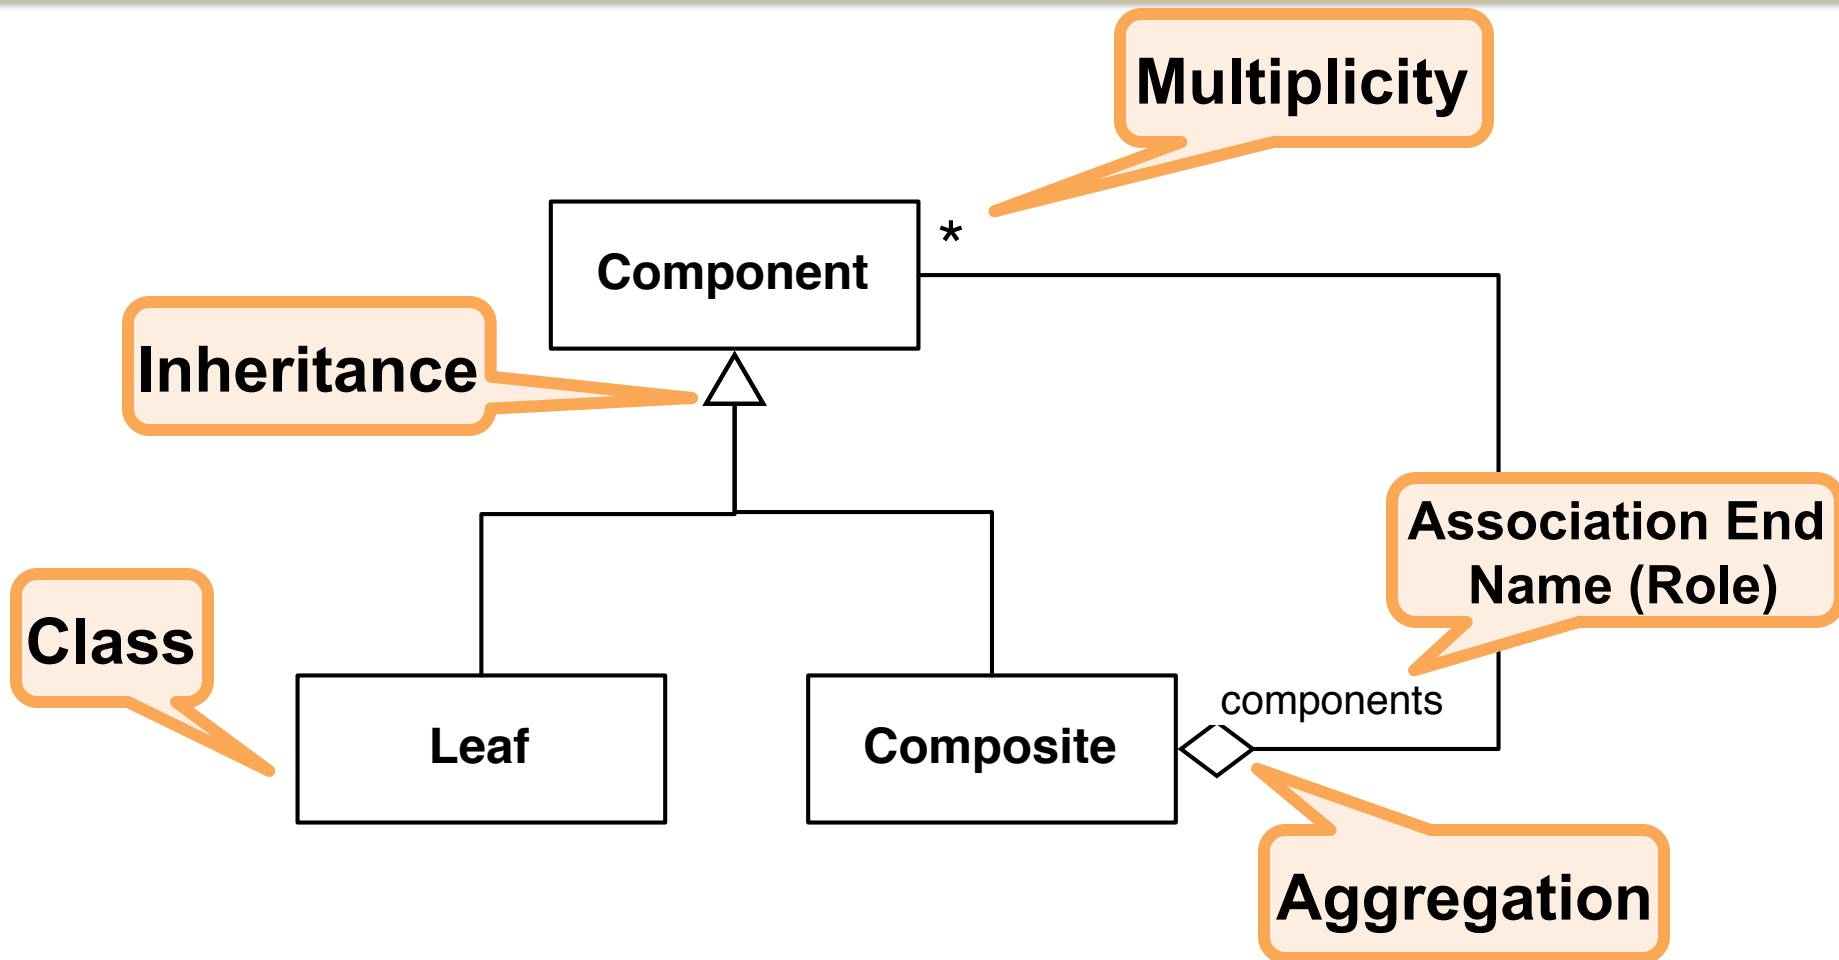 Multiplicity
*
Component
Inheritance
Association End
Name (Role)
Class
components
Leaf
Composite
Aggregation